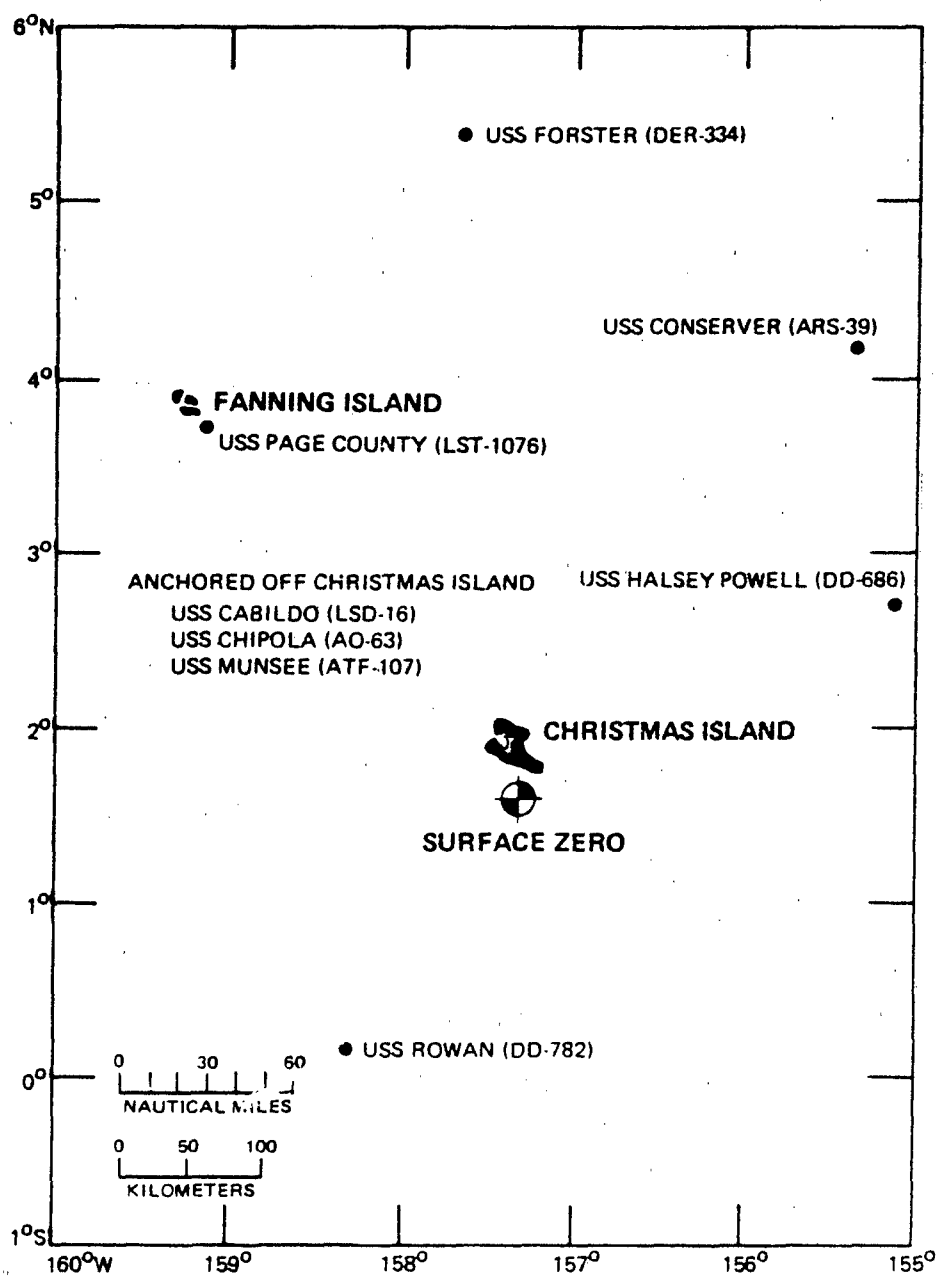 6°N
USS FORSTER (DER-334)
5°
USS CONSERVER (ARS-39)
4°
FANNING ISLAND
USS PAGE COUNTY (LST-1076)
3°
ANCHORED OFF CHRISTMAS ISLAND
USS HALSEY POWELL (DD-686)
USS CABILDO (LSD-16)
USS CHIPOLA (AO-63)
USS MUNSEE (ATF-107)
2°
CHRISTMAS ISLAND
SURFACE ZERO
1°
USS ROWAN (DD-782)
0 30 60
0°
NAUTICAL MILES
0 50 100
KILOMETERS
1°S
160°W 159° 158° 157° 156° 155°